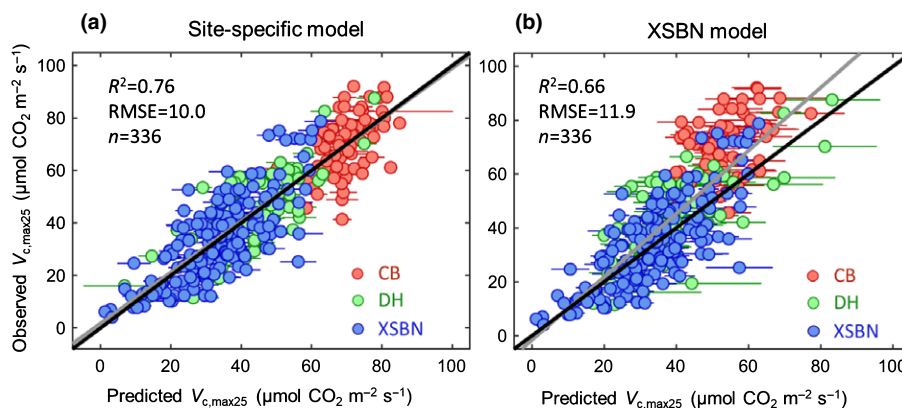 (a) Site-specific model
R²=0.76
RMSE=10.0
n=336
CB
DH
XSBN
100
80
60
40
20
0
0 20 40 60 80 100
Observed Vc,max25 (µmol CO2 m−2 s−1)
Predicted Vc,max25 (µmol CO2 m−2 s−1)
(b) XSBN model
R²=0.66
RMSE=11.9
n=336
CB
DH
XSBN
100
80
60
40
20
0
0 20 40 60 80 100
Predicted Vc,max25 (µmol CO2 m−2 s−1)